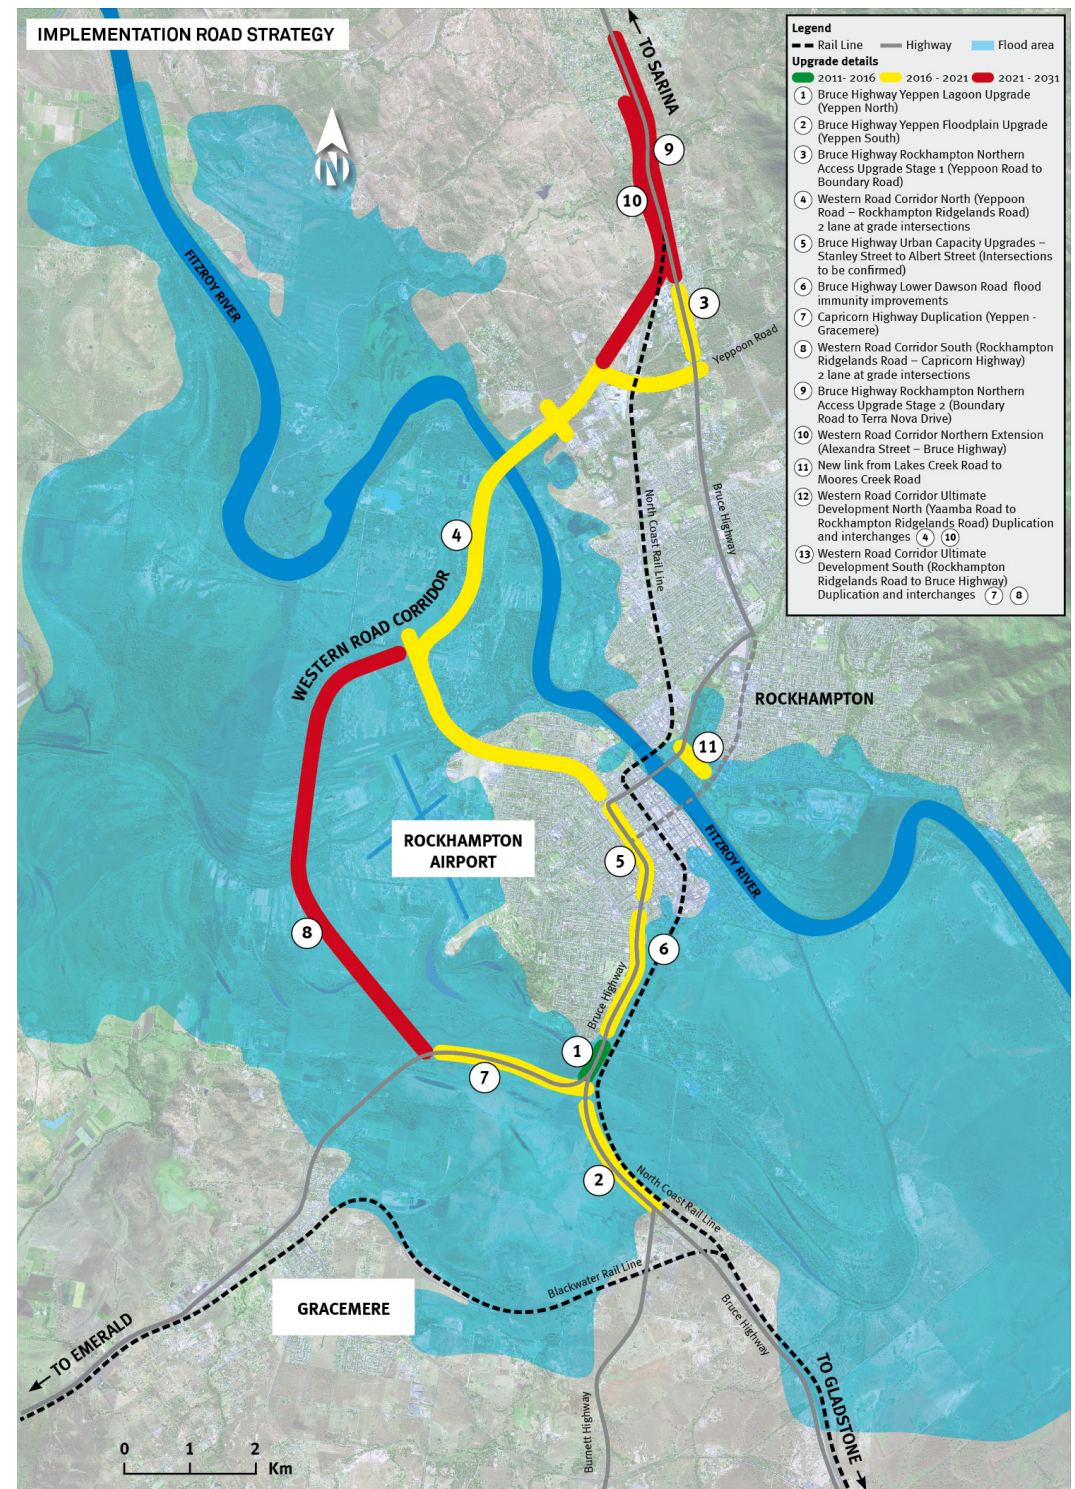 IMPLEMENTATION ROAD STRATEGY
Legend
Rail Line
Highway
Flood area
Upgrade details
2011- 2016
2016 - 2021
2021 - 2031
1 Bruce Highway Yeppen Lagoon Upgrade
(Yeppen North)
2 Bruce Highway Yeppen Floodplain Upgrade
(Yeppen South)
3 Bruce Highway Rockhampton Northern
Access Upgrade Stage 1 (Yeppoon Road to
Boundary Road)
4 Western Road Corridor North (Yeppoon
Road – Rockhampton Ridgelands Road)
2 lane at grade intersections
5 Bruce Highway Urban Capacity Upgrades –
Stanley Street to Albert Street (Intersections
to be confirmed)
6 Bruce Highway Lower Dawson Road flood
immunity improvements
7 Capricorn Highway Duplication (Yeppen -
Gracemere)
8 Western Road Corridor South (Rockhampton
Ridgelands Road – Capricorn Highway)
2 lane at grade intersections
9 Bruce Highway Rockhampton Northern
Access Upgrade Stage 2 (Boundary
Road to Terra Nova Drive)
10 Western Road Corridor Northern Extension
(Alexandra Street – Bruce Highway)
11 New link from Lakes Creek Road to
Moores Creek Road
12 Western Road Corridor Ultimate
Development North (Yaamba Road to
Rockhampton Ridgelands Road) Duplication
and interchanges 4 10
13 Western Road Corridor Ultimate
Development South (Rockhampton
Ridgelands Road to Bruce Highway)
Duplication and interchanges 7 8
TO SARINA
N
9
10
FITZROY RIVER
3
Yeppoon Road
North Coast Rail Line
Bruce Highway
4
WESTERN ROAD CORRIDOR
ROCKHAMPTON
11
ROCKHAMPTON
AIRPORT
5
FITZROY RIVER
8
6
Bruce Highway
1
7
2
North Coast Rail Line
Blackwater Rail Line
GRACEMERE
Bruce Highway
TO EMERALD
TO GLADSTONE
Burnett Highway
0 1 2
Km